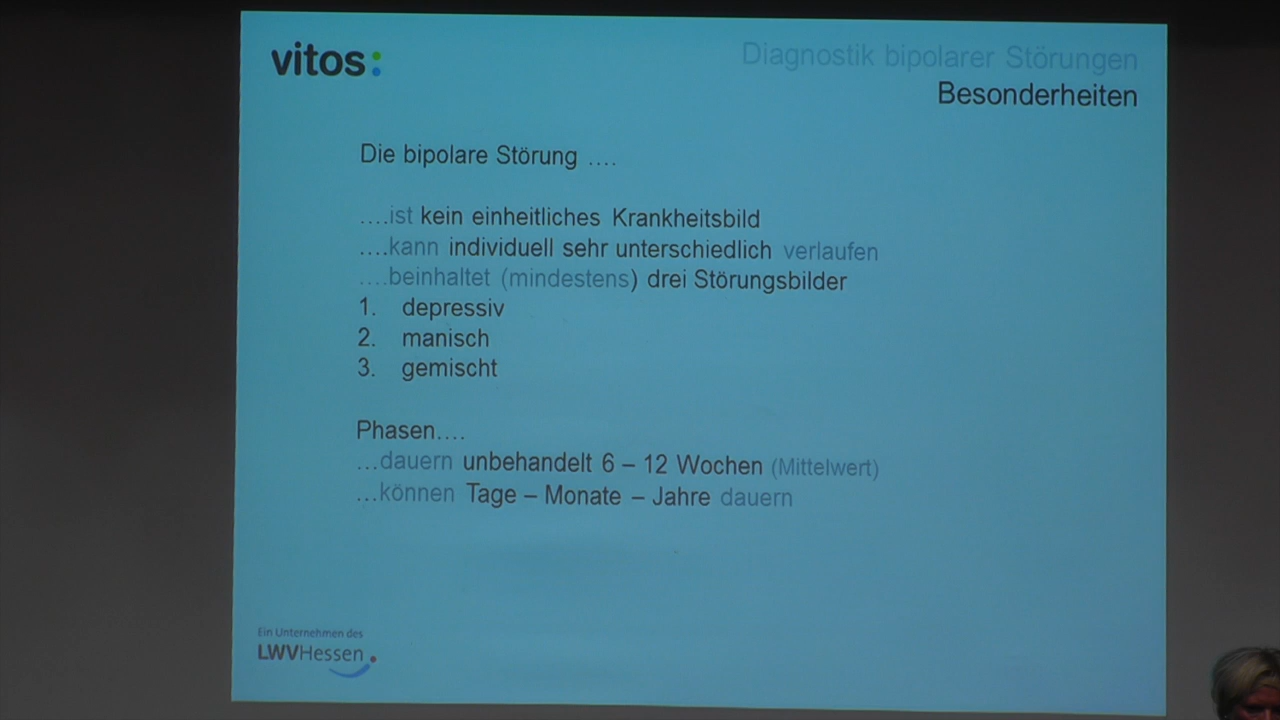 vitos:
Diagnostik bipolarer Störungen
Besonderheiten
Die bipolare Störung ....
....ist kein einheitliches Krankheitsbild
....kann individuell sehr unterschiedlich verlaufen
....beinhaltet (mindestens) drei Störungsbilder
1. depressiv
2. manisch
3. gemischt
Phasen....
...dauern unbehandelt 6 – 12 Wochen (Mittelwert)
...können Tage – Monate – Jahre dauern
Ein Unternehmen des
LWVHessen